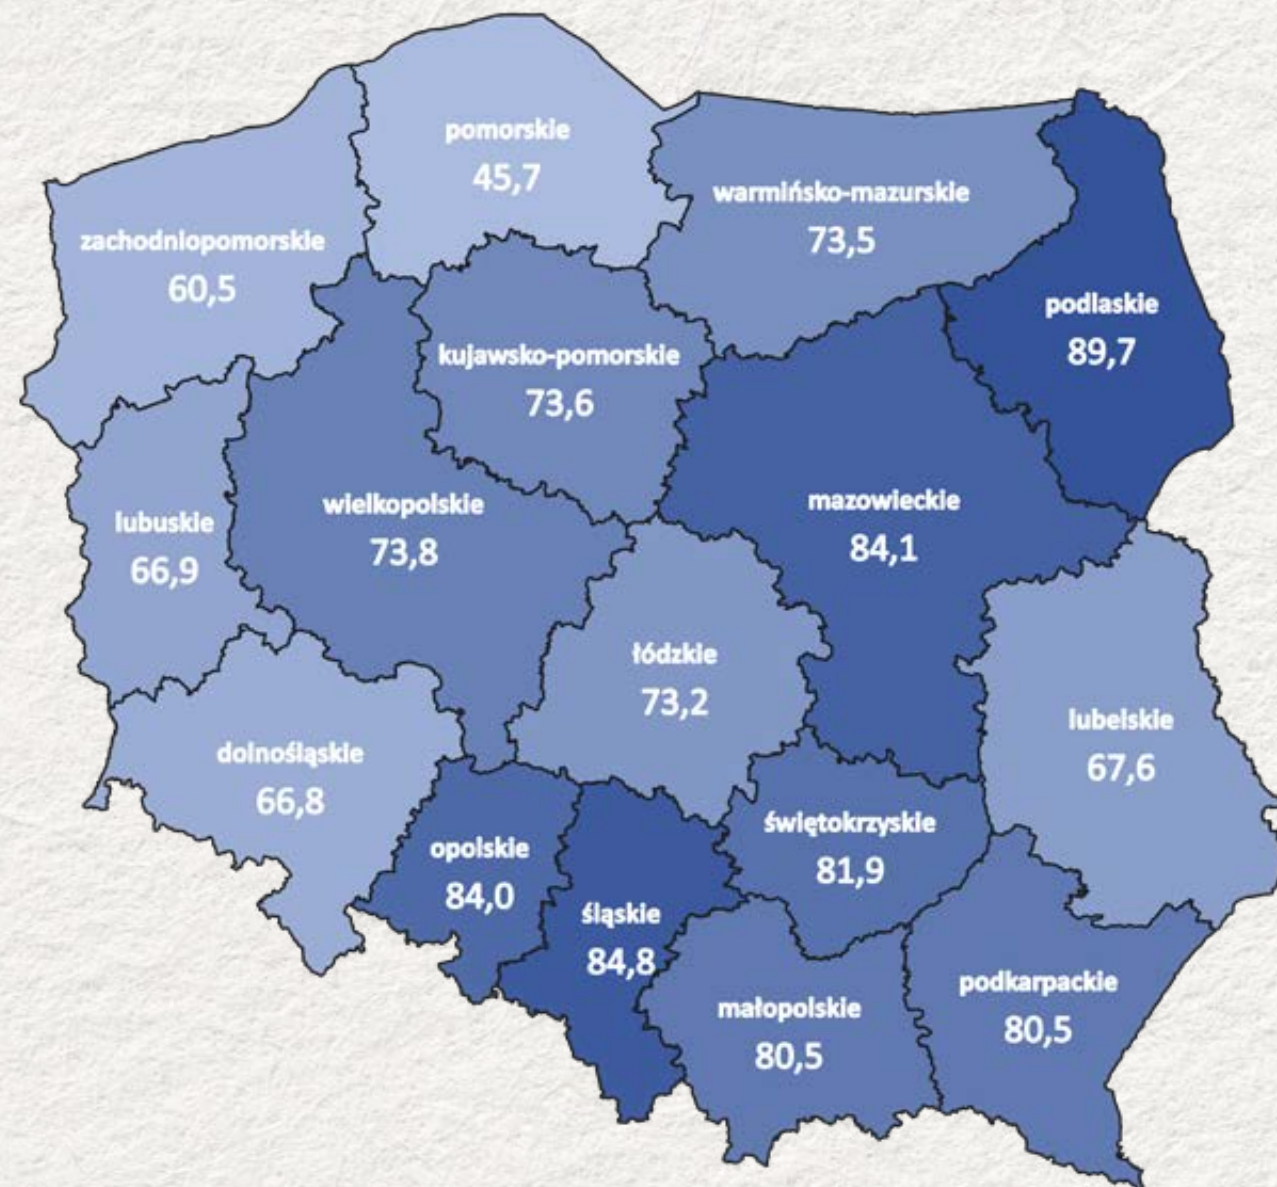 pomorskie
45,7
warmińsko-mazurskie
73,5
zachodniopomorskie
60,5
podlaskie
89,7
kujawsko-pomorskie
73,6
mazowieckie
84,1
wielkopolskie
73,8
lubuskie
66,9
łódzkie
73,2
lubelskie
67,6
dolnośląskie
66,8
świętokrzyskie
81,9
opolskie
84,0
śląskie
84,8
podkarpackie
80,5
małopolskie
80,5